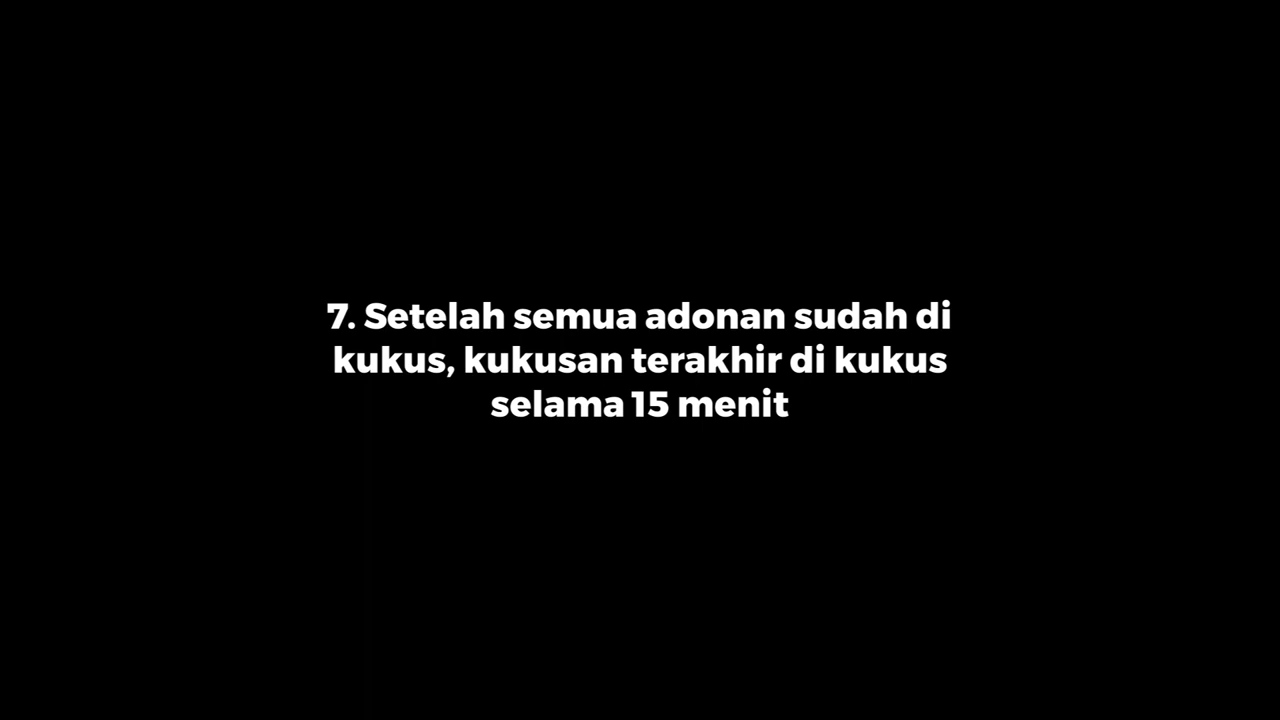 7. Setelah semua adonan sudah di
kukus, kukusan terakhir di kukus
selama 15 menit